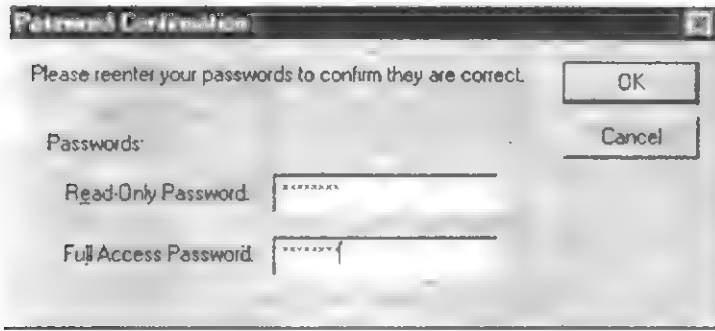 Password Confirmation
Please reenter your passwords to confirm they are correct.
OK
Cancel
Passwords:
Read-Only Password:
********
Full Access Password:
********